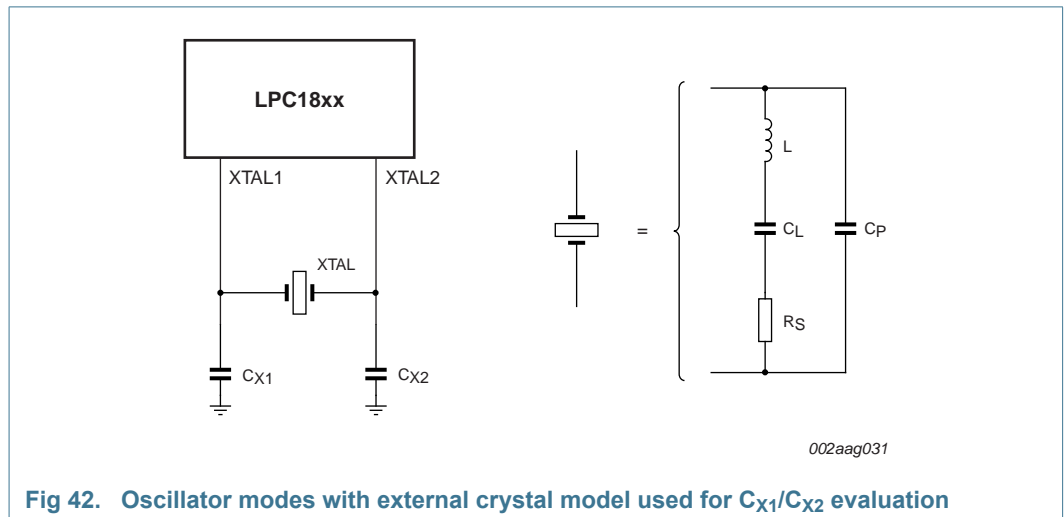 LPC18xx
XTAL1
XTAL2
XTAL
CX1
CX2
=
L
CL
CP
RS
002aag031
Fig 42. Oscillator modes with external crystal model used for CX1/CX2 evaluation